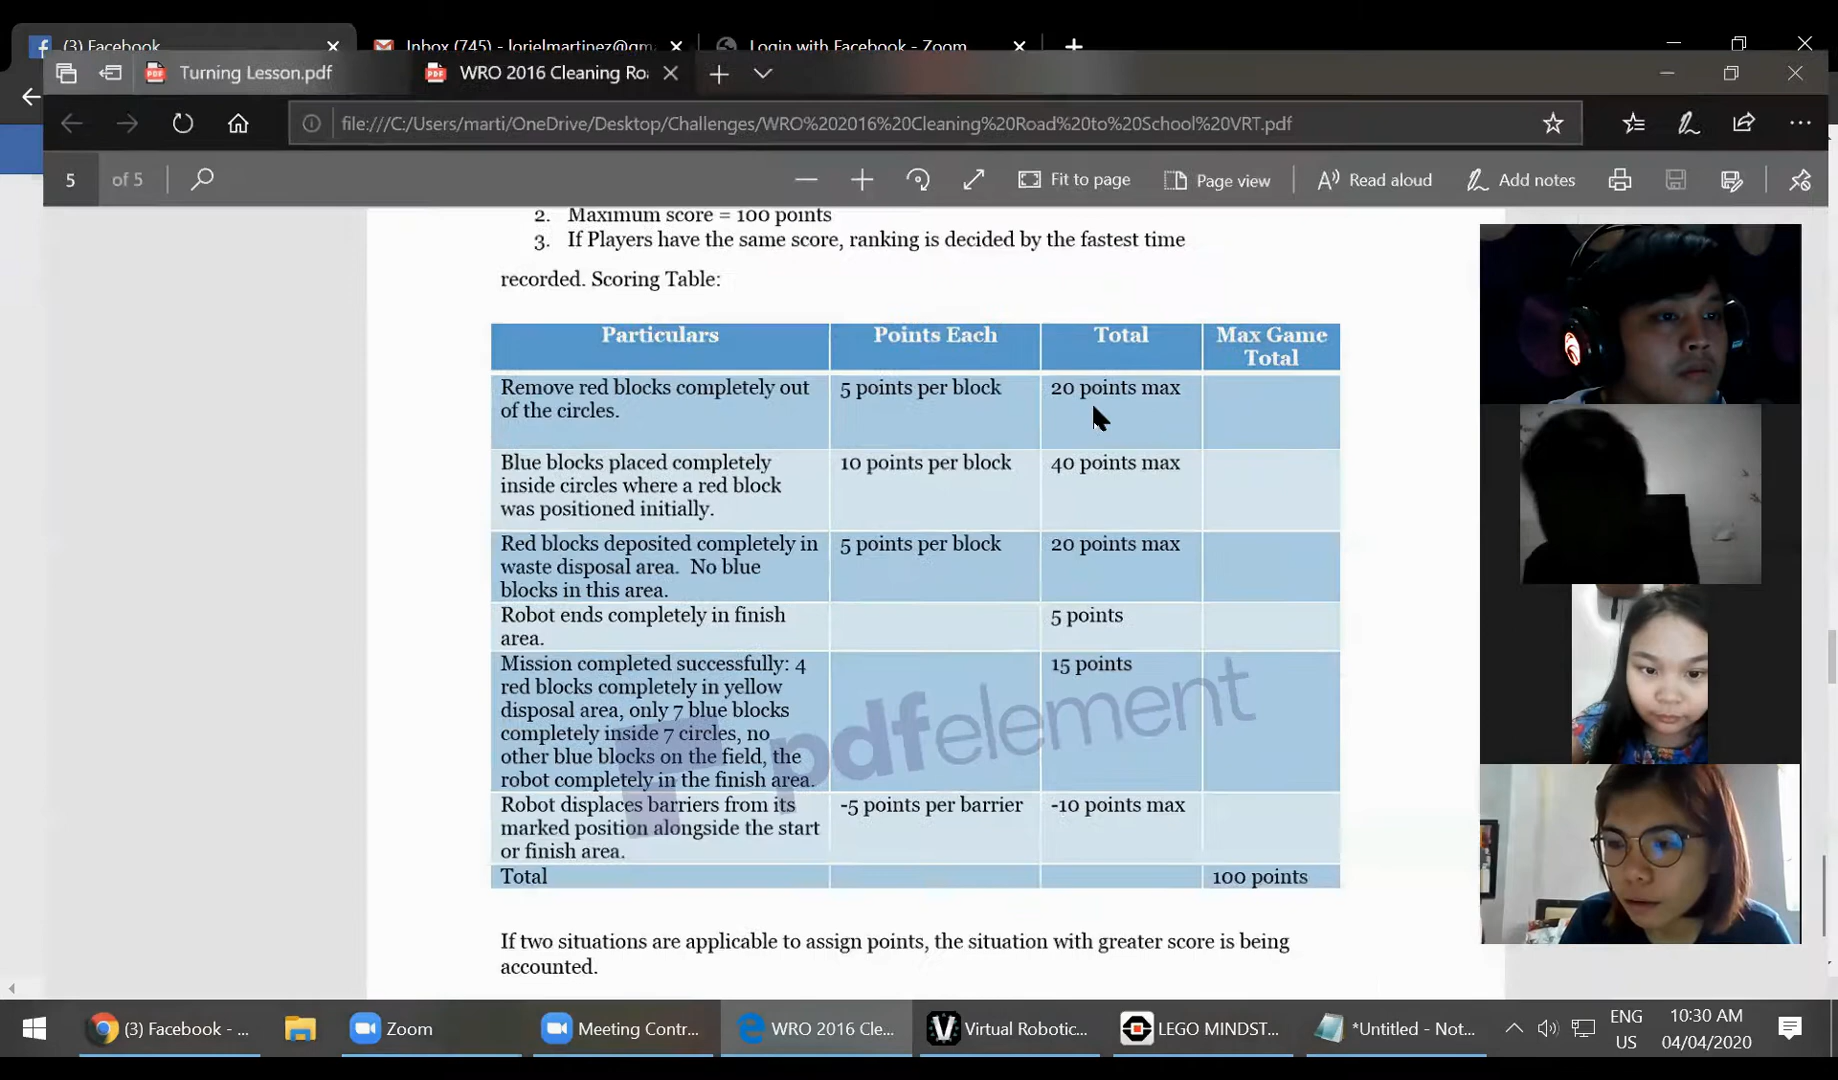 (3) Facebook
Inbox (745) - lorielmartinez@gm
Login with Facebook - Zoom
Turning Lesson.pdf
WRO 2016 Cleaning Roa
file:///C:/Users/marti/OneDrive/Desktop/Challenges/WRO%202016%20Cleaning%20Road%20to%20School%20VRT.pdf
5 of 5
Fit to page
Page view
Read aloud
Add notes
2. Maximum score = 100 points
3. If Players have the same score, ranking is decided by the fastest time
recorded. Scoring Table:
Particulars
Points Each
Total
Max Game
Total
Remove red blocks completely out
of the circles.
5 points per block
20 points max
Blue blocks placed completely
inside circles where a red block
was positioned initially.
10 points per block
40 points max
Red blocks deposited completely in
waste disposal area. No blue
blocks in this area.
5 points per block
20 points max
Robot ends completely in finish
area.
5 points
Mission completed successfully: 4
red blocks completely in yellow
disposal area, only 7 blue blocks
completely inside 7 circles, no
other blue blocks on the field, the
robot completely in the finish area.
15 points
pdfelement
Robot displaces barriers from its
marked position alongside the start
or finish area.
-5 points per barrier
-10 points max
Total
100 points
If two situations are applicable to assign points, the situation with greater score is being
accounted.
(3) Facebook - ...
Zoom
Meeting Contr...
WRO 2016 Cle...
Virtual Robotic...
LEGO MINDST...
*Untitled - Not...
ENG
US
10:30 AM
04/04/2020